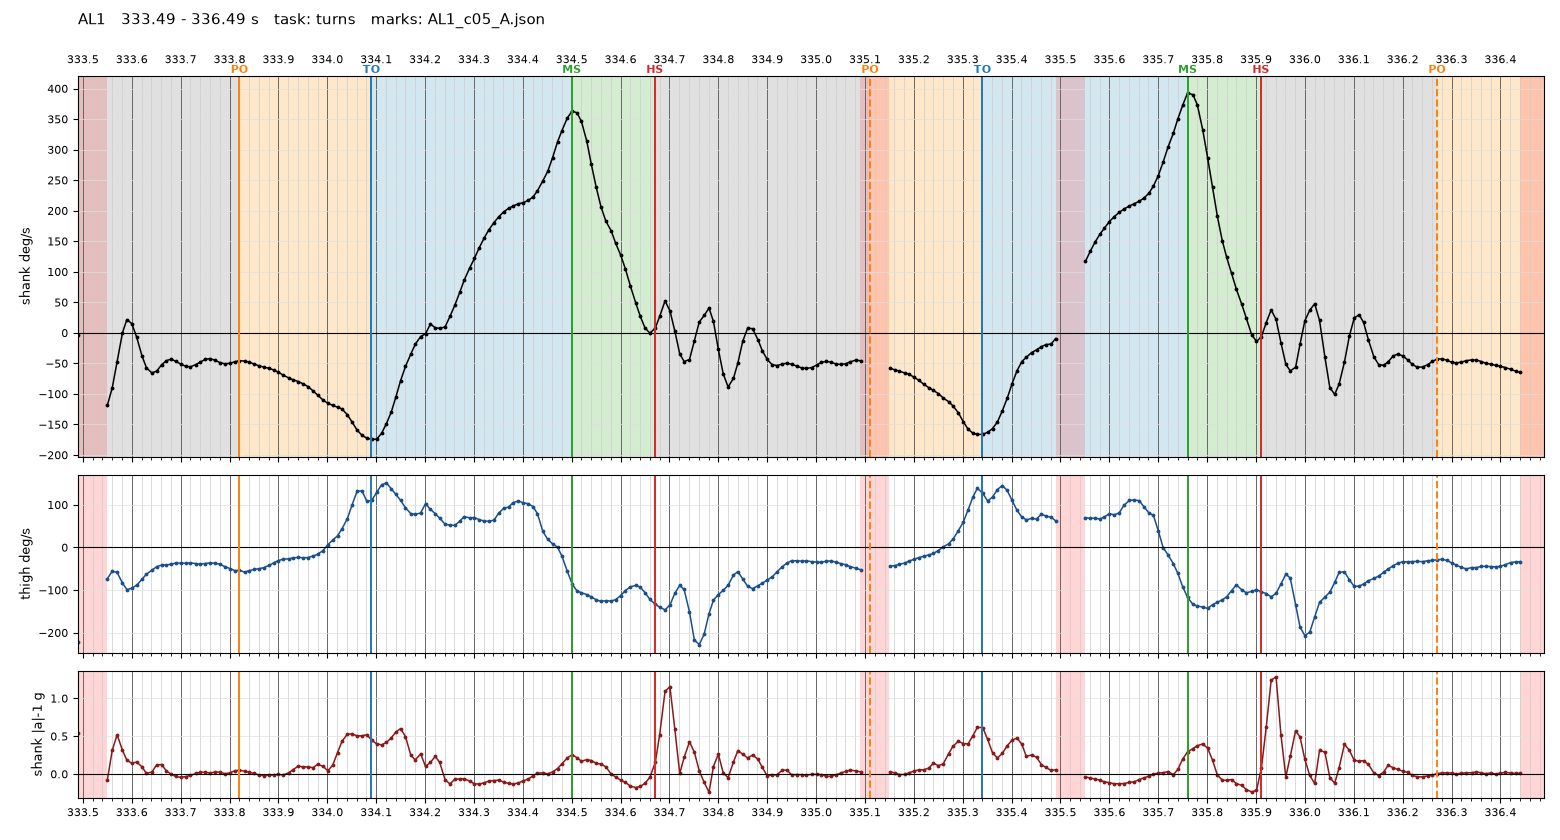 AL1   333.49 - 336.49 s   task: turns   marks: AL1_c05_A.json
333.5 333.6 333.7 333.8 333.9 334.0 334.1 334.2 334.3 334.4 334.5 334.6 334.7 334.8 334.9 335.0 335.1 335.2 335.3 335.4 335.5 335.6 335.7 335.8 335.9 336.0 336.1 336.2 336.3 336.4
PO TO MS HS PO TO MS HS PO
400
350
300
250
200
150
100
50
0
−50
−100
−150
−200
shank deg/s
100
0
−100
−200
thigh deg/s
1.0
0.5
0.0
shank |a|-1 g
333.5 333.6 333.7 333.8 333.9 334.0 334.1 334.2 334.3 334.4 334.5 334.6 334.7 334.8 334.9 335.0 335.1 335.2 335.3 335.4 335.5 335.6 335.7 335.8 335.9 336.0 336.1 336.2 336.3 336.4